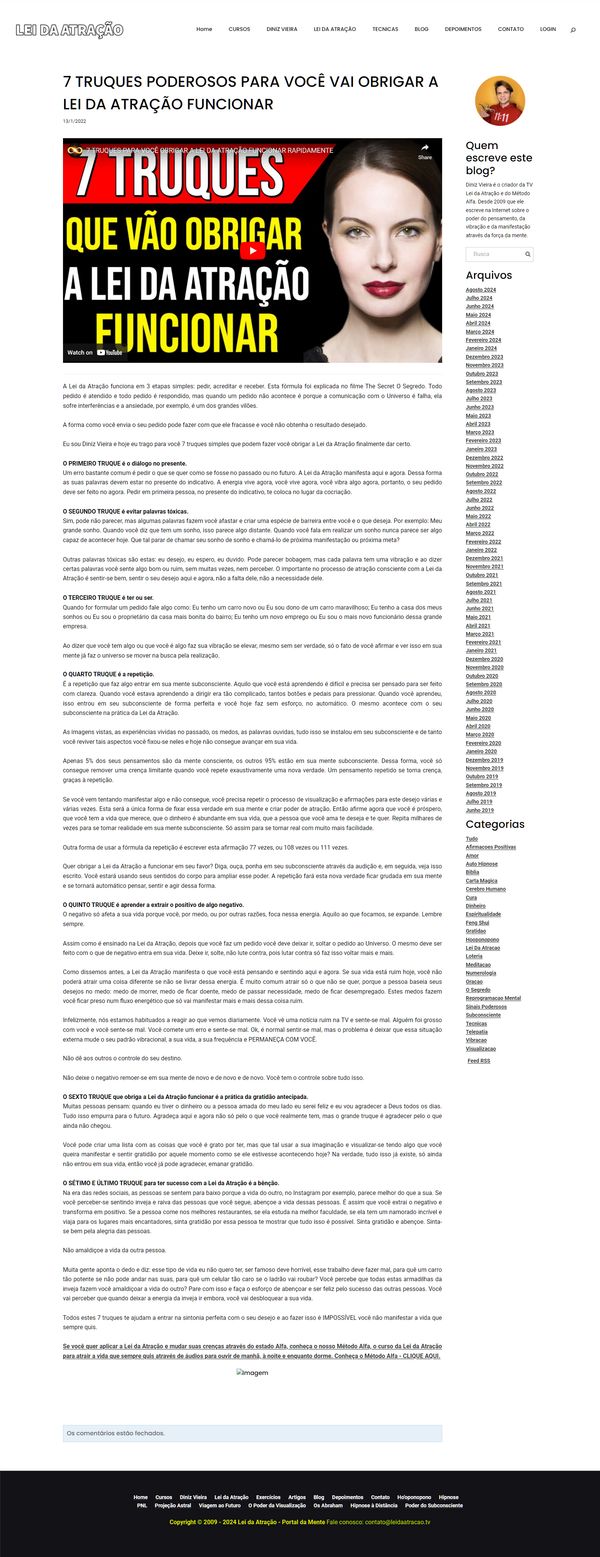 LEI DA ATRAÇÃO
Home CURSOS DINIZ VIEIRA LEI DA ATRAÇÃO TECNICAS BLOG DEPOIMENTOS CONTATO LOGIN
7 TRUQUES PODEROSOS PARA VOCÊ VAI OBRIGAR A
LEI DA ATRAÇÃO FUNCIONAR
13/1/2022
7 TRUQUES PARA VOCÊ OBRIGAR A LEI DA ATRAÇÃO FUNCIONAR RAPIDAMENTE
Share
7 TRUQUES
QUE VÃO OBRIGAR
A LEI DA ATRAÇÃO
FUNCIONAR
Watch on YouTube
A Lei da Atração funciona em 3 etapas simples: pedir, acreditar e receber. Esta fórmula foi explicada no filme The Secret O Segredo. Todo
pedido é atendido e todo pedido é respondido, mas quando um pedido não acontece é porque a comunicação com o Universo é falha, ela
sofre interferências e a ansiedade, por exemplo, é um dos grandes vilões.
A forma como você envia o seu pedido pode fazer com que ele fracasse e você não obtenha o resultado desejado.
Eu sou Diniz Vieira e hoje eu trago para você 7 truques simples que podem fazer você obrigar a Lei da Atração finalmente dar certo.
O PRIMEIRO TRUQUE é o diálogo no presente.
Um erro bastante comum é pedir o que se quer como se fosse no passado ou no futuro. A Lei da Atração manifesta aqui e agora. Dessa forma
as suas palavras devem estar no presente do indicativo. A energia vive agora, você vive agora, você vibra algo agora, portanto, o seu pedido
deve ser feito no agora. Pedir em primeira pessoa, no presente do indicativo, te coloca no lugar da cocriação.
O SEGUNDO TRUQUE é evitar palavras tóxicas.
Sim, pode não parecer, mas algumas palavras fazem você afastar e criar uma espécie de barreira entre você e o que deseja. Por exemplo: Meu
grande sonho. Quando você diz que tem um sonho, isso parece algo distante. Quando você fala em realizar um sonho nunca parece ser algo
capaz de acontecer hoje. Que tal parar de chamar seu sonho de sonho e chamá-lo de próxima manifestação ou próxima meta?
Outras palavras tóxicas são estas: eu desejo, eu espero, eu duvido. Pode parecer bobagem, mas cada palavra tem uma vibração e ao dizer
certas palavras você sente algo bom ou ruim, sem muitas vezes, nem perceber. O importante no processo de atração consciente com a Lei da
Atração é sentir-se bem, sentir o seu desejo aqui e agora, não a falta dele, não a necessidade dele.
O TERCEIRO TRUQUE é ter ou ser.
Quando for formular um pedido fale algo como: Eu tenho um carro novo ou Eu sou dono de um carro maravilhoso; Eu tenho a casa dos meus
sonhos ou Eu sou o proprietário da casa mais bonita do bairro; Eu tenho um novo emprego ou Eu sou o mais novo funcionário dessa grande
empresa.
Ao dizer que você tem algo ou que você é algo faz sua vibração se elevar, mesmo sem ser verdade, só o fato de você afirmar e ver isso em sua
mente já faz o universo se mover na busca pela realização.
O QUARTO TRUQUE é a repetição.
É a repetição que faz algo entrar em sua mente subconsciente. Aquilo que você está aprendendo é difícil e precisa ser pensado para ser feito
com clareza. Quando você estava aprendendo a dirigir era tão complicado, tantos botões e pedais para pressionar. Quando você aprendeu,
isso entrou em seu subconsciente de forma perfeita e você hoje faz sem esforço, no automático. O mesmo acontece com o seu
subconsciente na prática da Lei da Atração.
As imagens vistas, as experiências vividas no passado, os medos, as palavras ouvidas, tudo isso se instalou em seu subconsciente e de tanto
você reviver tais aspectos você fixou-se neles e hoje não consegue avançar em sua vida.
Apenas 5% dos seus pensamentos são da mente consciente, os outros 95% estão em sua mente subconsciente. Dessa forma, você só
consegue remover uma crença limitante quando você repete exaustivamente uma nova verdade. Um pensamento repetido se torna crença,
graças à repetição.
Se você vem tentando manifestar algo e não consegue, você precisa repetir o processo de visualização e afirmações para este desejo várias e
várias vezes. Esta será a única forma de fixar essa verdade em sua mente e criar poder de atração. Então afirme agora que você é próspero,
que você tem a vida que merece, que o dinheiro é abundante em sua vida, que a pessoa que você ama te deseja e te quer. Repita milhares de
vezes para se tornar realidade em sua mente subconsciente. Só assim para se tornar real com muito mais facilidade.
Outra forma de usar a fórmula da repetição é escrever esta afirmação 77 vezes, ou 108 vezes ou 111 vezes.
Quer obrigar a Lei da Atração a funcionar em seu favor? Diga, ouça, ponha em seu subconsciente através da audição e, em seguida, veja isso
escrito. Você estará usando seus sentidos do corpo para ampliar esse poder. A repetição fará esta nova verdade ficar grudada em sua mente
e se tornará automático pensar, sentir e agir dessa forma.
O QUINTO TRUQUE é aprender a extrair o positivo de algo negativo.
O negativo só afeta a sua vida porque você, por medo, ou por outras razões, foca nessa energia. Aquilo ao que focamos, se expande. Lembre
sempre.
Assim como é ensinado na Lei da Atração, depois que você faz um pedido você deve deixar ir, soltar o pedido ao Universo. O mesmo deve ser
feito com o que de negativo entra em sua vida. Deixe ir, solte, não lute contra, pois lutar contra só faz isso voltar mais e mais.
Como dissemos antes, a Lei da Atração manifesta o que você está pensando e sentindo aqui e agora. Se sua vida está ruim hoje, você não
poderá atrair uma coisa diferente se não se livrar dessa energia. É muito comum atrair só o que não se quer, porque a pessoa baseia seus
desejos no medo: medo de morrer, medo de ficar doente, medo de passar necessidade, medo de ficar desempregado. Estes medos fazem
você ficar preso num fluxo energético que só vai manifestar mais e mais dessa coisa ruim.
Infelizmente, nós estamos habituados a reagir ao que vemos diariamente. Você vê uma notícia ruim na TV e sente-se mal. Alguém foi grosso
com você e você sente-se mal. Você comete um erro e sente-se mal. Ok, é normal sentir-se mal, mas o problema é deixar que essa situação
externa mude o seu padrão vibracional, a sua vida, a sua frequência e PERMANEÇA COM VOCÊ.
Não dê aos outros o controle do seu destino.
Não deixe o negativo remoer-se em sua mente de novo e de novo e de novo. Você tem o controle sobre tudo isso.
O SEXTO TRUQUE que obriga a Lei da Atração funcionar é a prática da gratidão antecipada.
Muitas pessoas pensam: quando eu tiver o dinheiro ou a pessoa amada do meu lado eu serei feliz e eu vou agradecer a Deus todos os dias.
Tudo isso empurra para o futuro. Agradeça aqui e agora não só pelo o que você realmente tem, mas o grande truque é agradecer pelo o que
ainda não chegou.
Você pode criar uma lista com as coisas que você é grato por ter, mas que tal usar a sua imaginação e visualizar-se tendo algo que você
queira manifestar e sentir gratidão por aquele momento como se ele estivesse acontecendo hoje? Na verdade, tudo isso já existe, só ainda
não entrou em sua vida, então você já pode agradecer, emanar gratidão.
O SÉTIMO E ÚLTIMO TRUQUE para ter sucesso com a Lei da Atração é a bênção.
Na era das redes sociais, as pessoas se sentem para baixo porque a vida do outro, no Instagram por exemplo, parece melhor do que a sua. Se
você perceber-se sentindo inveja e raiva das pessoas que você segue, abençoe a vida dessas pessoas. É assim que você extrai o negativo e
transforma em positivo. Se a pessoa come nos melhores restaurantes, se ela estuda na melhor faculdade, se ela tem um namorado incrível e
viaja para os lugares mais encantadores, sinta gratidão por essa pessoa te mostrar que tudo isso é possível. Sinta gratidão e abençoe. Sinta-
se bem pela alegria das pessoas.
Não amaldiçoe a vida da outra pessoa.
Muita gente aponta o dedo e diz: esse tipo de vida eu não quero ter, ser famoso deve horrível, esse trabalho deve fazer mal, para quê um carro
tão potente se não pode andar nas suas, para quê um celular tão caro se o ladrão vai roubar? Você percebe que todas estas armadilhas da
inveja fazem você amaldiçoar a vida do outro? Pare com isso e faça o esforço de abençoar e ser feliz pelo sucesso das outras pessoas. Você
vai perceber que quando deixar a energia da inveja ir embora, você vai desbloquear a sua vida.
Todos estes 7 truques te ajudam a entrar na sintonia perfeita com o seu desejo e ao fazer isso é IMPOSSÍVEL você não manifestar a vida que
sempre quis.
Se você quer aplicar a Lei da Atração e mudar suas crenças através do estado Alfa, conheça o nosso Método Alfa, o curso da Lei da Atração
para atrair a vida que sempre quis através de áudios para ouvir de manhã, à noite e enquanto dorme. Conheça o Método Alfa - CLIQUE AQUI.
Imagem
Os comentários estão fechados.
11:11
Quem
escreve este
blog?
Diniz Vieira é o criador da TV
Lei da Atração e do Método
Alfa. Desde 2009 que ele
escreve na Internet sobre o
poder do pensamento, da
vibração e da manifestação
através da força da mente.
Busca
Arquivos
Agosto 2024
Julho 2024
Junho 2024
Maio 2024
Abril 2024
Março 2024
Fevereiro 2024
Janeiro 2024
Dezembro 2023
Novembro 2023
Outubro 2023
Setembro 2023
Agosto 2023
Julho 2023
Junho 2023
Maio 2023
Abril 2023
Março 2023
Fevereiro 2023
Janeiro 2023
Dezembro 2022
Novembro 2022
Outubro 2022
Setembro 2022
Agosto 2022
Julho 2022
Junho 2022
Maio 2022
Abril 2022
Março 2022
Fevereiro 2022
Janeiro 2022
Dezembro 2021
Novembro 2021
Outubro 2021
Setembro 2021
Agosto 2021
Julho 2021
Junho 2021
Maio 2021
Abril 2021
Março 2021
Fevereiro 2021
Janeiro 2021
Dezembro 2020
Novembro 2020
Outubro 2020
Setembro 2020
Agosto 2020
Julho 2020
Junho 2020
Maio 2020
Abril 2020
Março 2020
Fevereiro 2020
Janeiro 2020
Dezembro 2019
Novembro 2019
Outubro 2019
Setembro 2019
Agosto 2019
Julho 2019
Junho 2019
Categorias
Tudo
Afirmacoes Positivas
Amor
Auto Hipnose
Bíblia
Carta Magica
Cerebro Humano
Cura
Dinheiro
Espiritualidade
Feng Shui
Gratidao
Hooponopono
Lei Da Atracao
Loteria
Meditacao
Numerologia
Oracao
O Segredo
Reprogramacao Mental
Sinais Poderosos
Subconsciente
Tecnicas
Telepatia
Vibracao
Visualizacao
Feed RSS
Home Cursos Diniz Vieira Lei da Atração Exercícios Artigos Blog Depoimentos Contato Ho'oponopono Hipnose
PNL Projeção Astral Viagem ao Futuro O Poder da Visualização Os Abraham Hipnose à Distância Poder do Subconsciente
Copyright © 2009 - 2024 Lei da Atração - Portal da Mente Fale conosco: contato@leidaatracao.tv